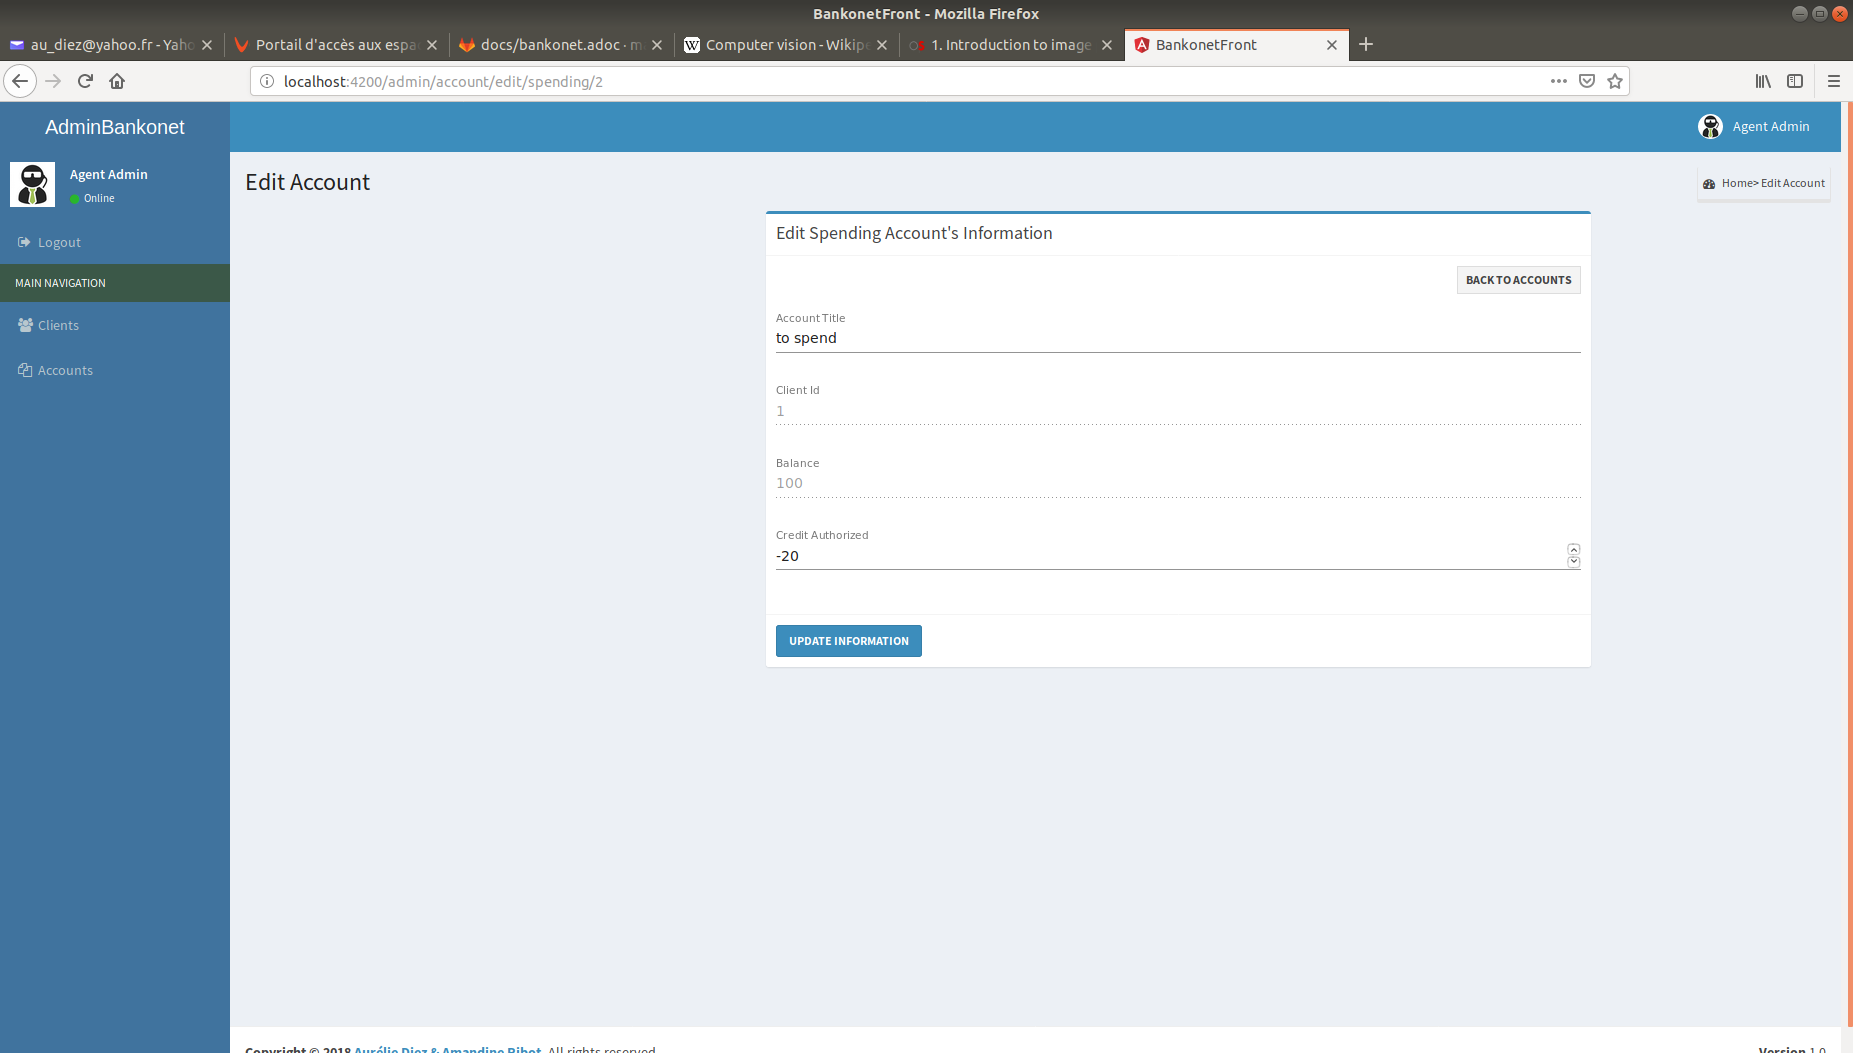 BankonetFront - Mozilla Firefox
au_diez@yahoo.fr - Yaho
Portail d'accès aux espa
docs/bankonet.adoc · m
Computer vision - Wikip
1. Introduction to image
BankonetFront
localhost:4200/admin/account/edit/spending/2
AdminBankonet
Agent Admin
Agent Admin
Online
Logout
MAIN NAVIGATION
Clients
Accounts
Edit Account
Home> Edit Account
Edit Spending Account's Information
BACK TO ACCOUNTS
Account Title
to spend
Client Id
1
Balance
100
Credit Authorized
-20
UPDATE INFORMATION
Copyright © 2018 Aurélie Diez & Amandine Ribot. All rights reserved.
Version 1.0